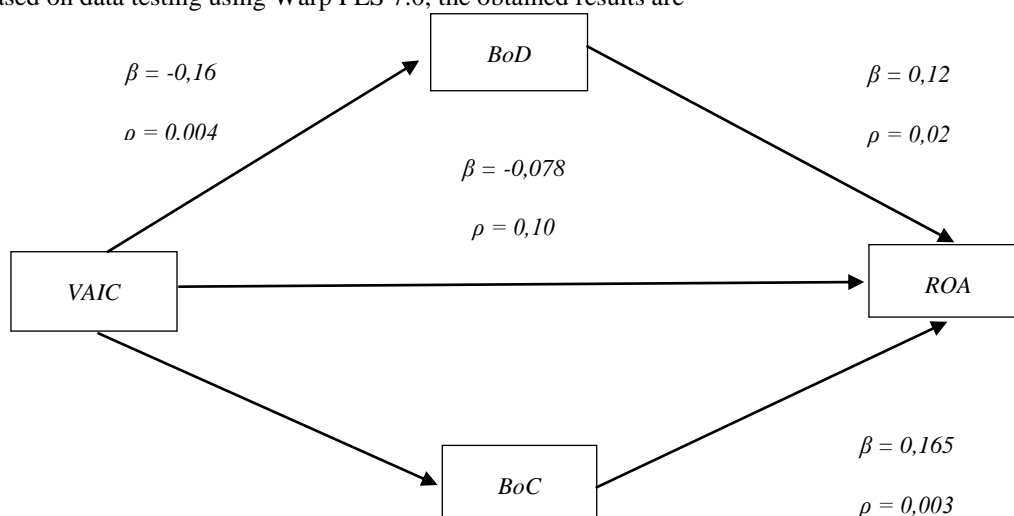 ased on data testing using Warp PLS 7.0, the obtained results are
BoD
β = -0,16
β = 0,12
ρ = 0.004
ρ = 0,02
β = -0,078
ρ = 0,10
VAIC
ROA
β = 0,165
BoC
ρ = 0,003